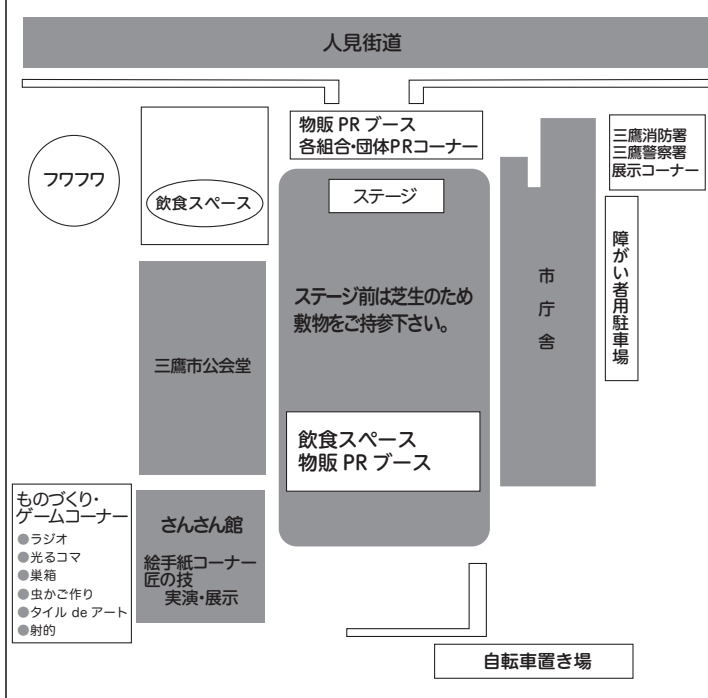 人見街道
フワフワ
飲食スペース
物販 PR ブース
各組合・団体PRコーナー
三鷹消防署
三鷹警察署
展示コーナー
ステージ
ステージ前は芝生のため
敷物をご持参下さい。
市庁舎
障がい者用駐車場
三鷹市公会堂
飲食スペース
物販 PR ブース
ものづくり・
ゲームコーナー
●ラジオ
●光るコマ
●巣箱
●虫かご作り
●タイル de アート
●射的
さんさん館
絵手紙コーナー
匠の技
実演・展示
自転車置き場